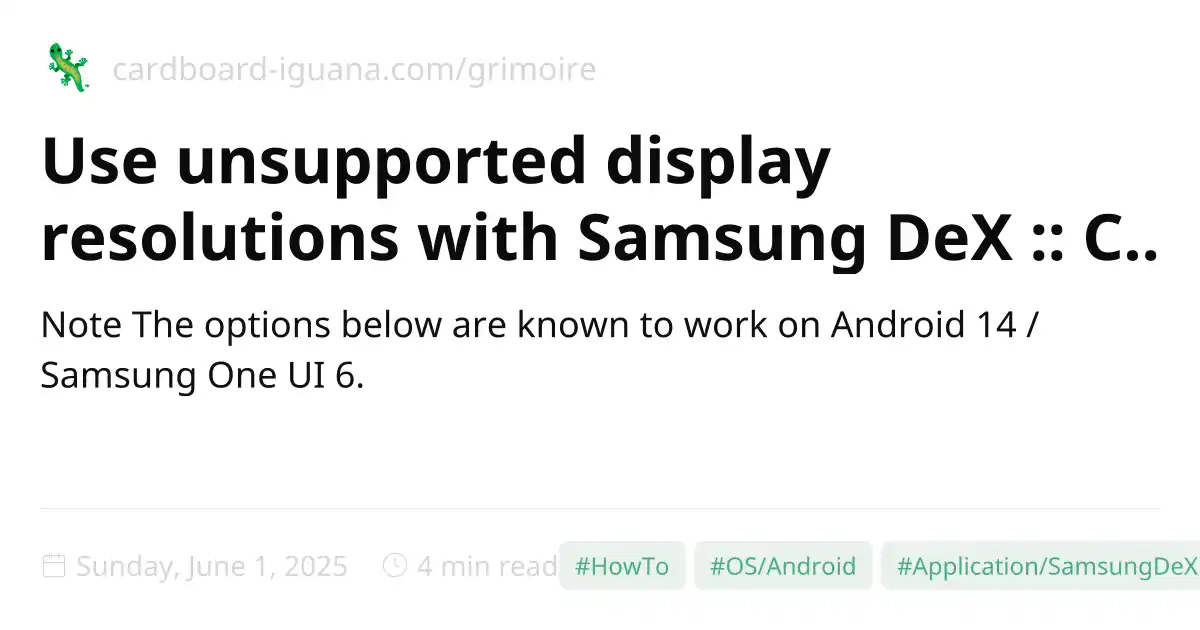 cardboard-iguana.com/grimoire
Use unsupported display
resolutions with Samsung DeX :: C..
Note The options below are known to work on Android 14 /
Samsung One UI 6.
Sunday, June 1, 2025 4 min read #HowTo #OS/Android #Application/SamsungDeX